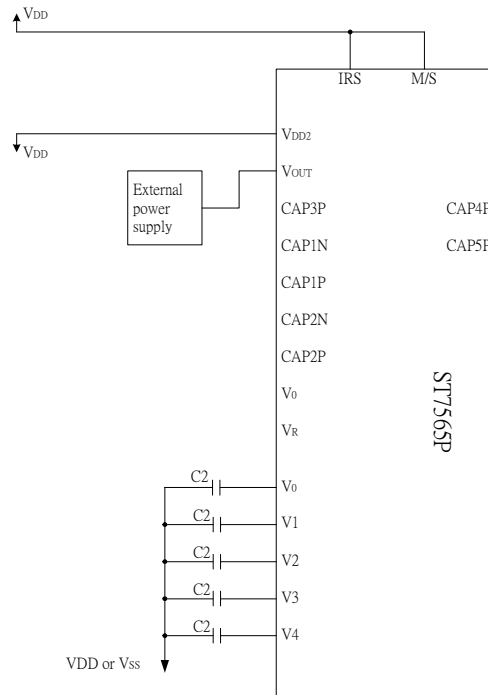 VDD
IRS M/S
VDD2
VDD
VOUT
External
power
supply
CAP3P CAP4P
CAP1N CAP5P
CAP1P
CAP2N
CAP2P
V0
VR
ST7565P
C2 V0
C2 V1
C2 V2
C2 V3
C2 V4
VDD or VSS